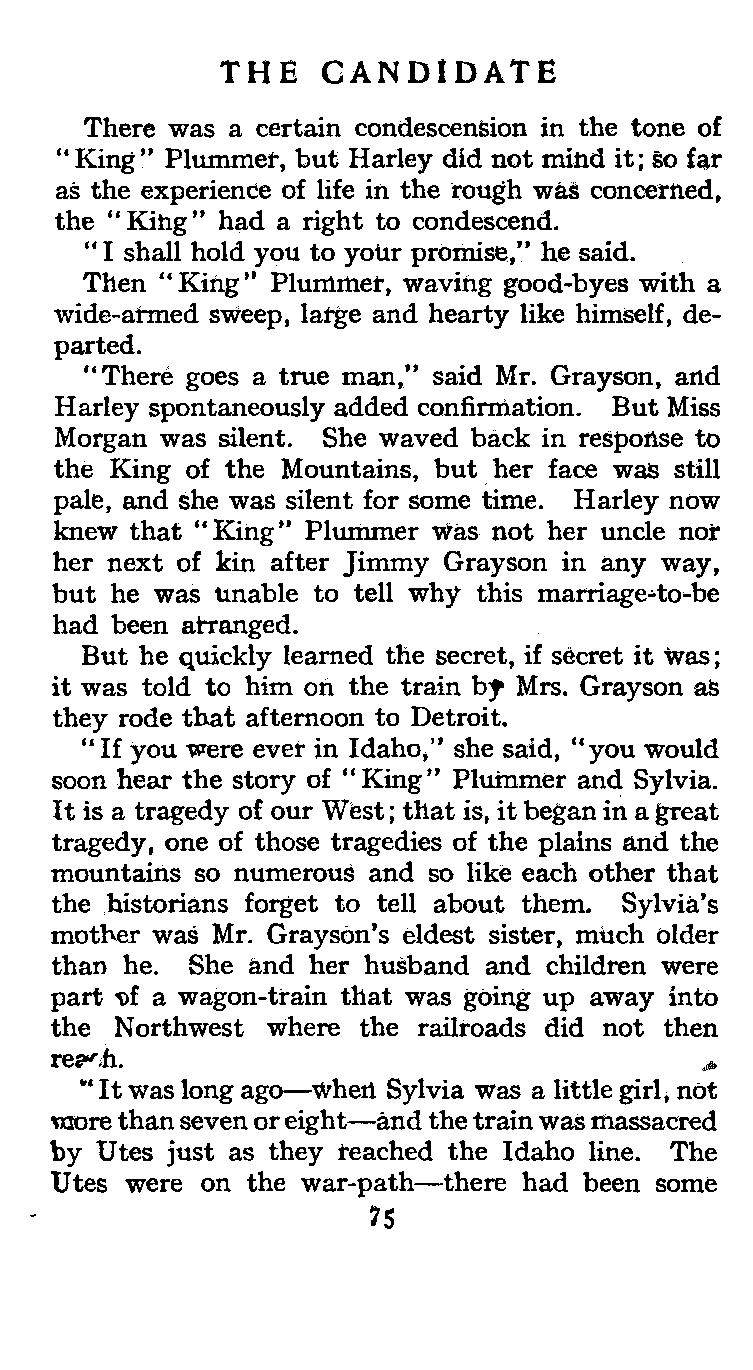 THE CANDIDATE
There was a certain condescension in the tone of
"King" Plummer, but Harley did not mind it; so far
as the experience of life in the rough was concerned,
the "King" had a right to condescend.
"I shall hold you to your promise," he said.
Then "King" Plummer, waving good-byes with a
wide-armed sweep, large and hearty like himself, de-
parted.
"There goes a true man," said Mr. Grayson, and
Harley spontaneously added confirmation. But Miss
Morgan was silent. She waved back in response to
the King of the Mountains, but her face was still
pale, and she was silent for some time. Harley now
knew that "King" Plummer was not her uncle nor
her next of kin after Jimmy Grayson in any way,
but he was unable to tell why this marriage-to-be
had been arranged.
But he quickly learned the secret, if secret it was;
it was told to him on the train by Mrs. Grayson as
they rode that afternoon to Detroit.
"If you were ever in Idaho," she said, "you would
soon hear the story of "King" Plummer and Sylvia.
It is a tragedy of our West; that is, it began in a great
tragedy, one of those tragedies of the plains and the
mountains so numerous and so like each other that
the historians forget to tell about them. Sylvia's
mother was Mr. Grayson's eldest sister, much older
than he. She and her husband and children were
part of a wagon-train that was going up away into
the Northwest where the railroads did not then
reach.
"It was long ago—when Sylvia was a little girl, not
more than seven or eight—and the train was massacred
by Utes just as they reached the Idaho line. The
Utes were on the war-path—there had been some
75